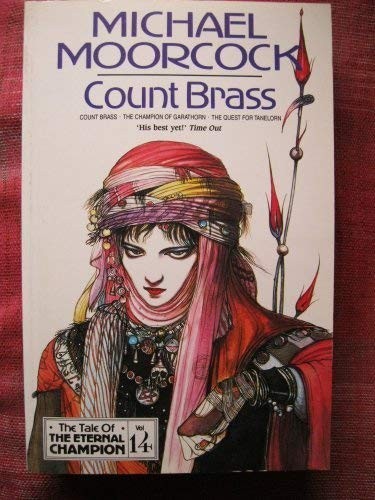 MICHAEL
MOORCOCK
Count Brass
COUNT BRASS · THE CHAMPION OF GARATHORN · THE QUEST FOR TANELORN
'His best yet!' Time Out
The Tale Of
THE ETERNAL
CHAMPION
Vol
14